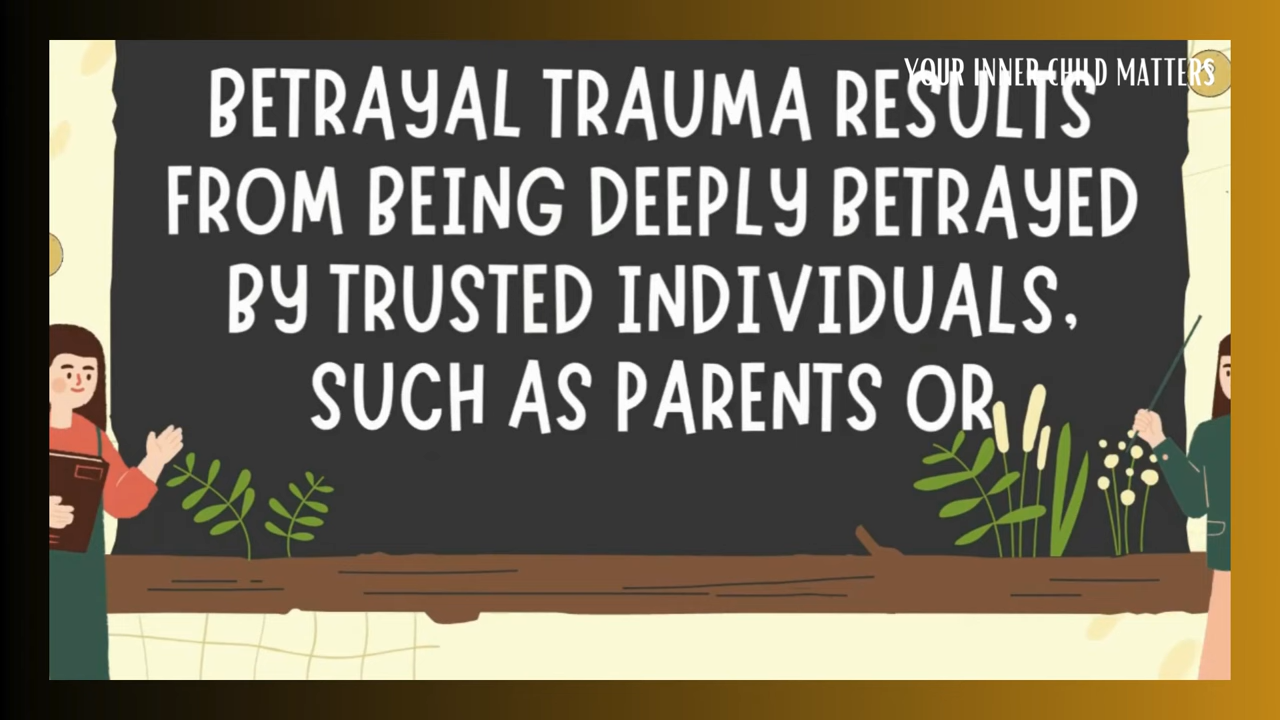 YOUR INNER CHILD MATTERS
BETRAYAL TRAUMA RESULTS
FROM BEING DEEPLY BETRAYED
BY TRUSTED INDIVIDUALS,
SUCH AS PARENTS OR